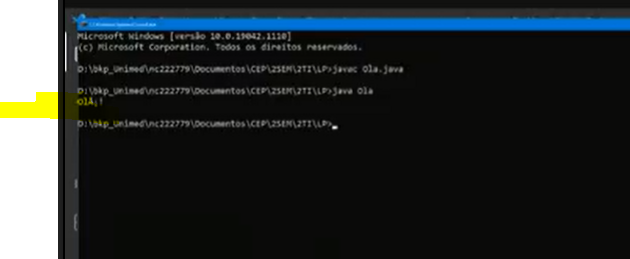 Microsoft Windows [versão 10.0.19042.1110]
(c) Microsoft Corporation. Todos os direitos reservados.
D:\bkp_Unimed\nc222779\Documentos\CEP\2SEM\2TI\LP>javac Ola.java
D:\bkp_Unimed\nc222779\Documentos\CEP\2SEM\2TI\LP>java Ola
OlÃ¡!
D:\bkp_Unimed\nc222779\Documentos\CEP\2SEM\2TI\LP>